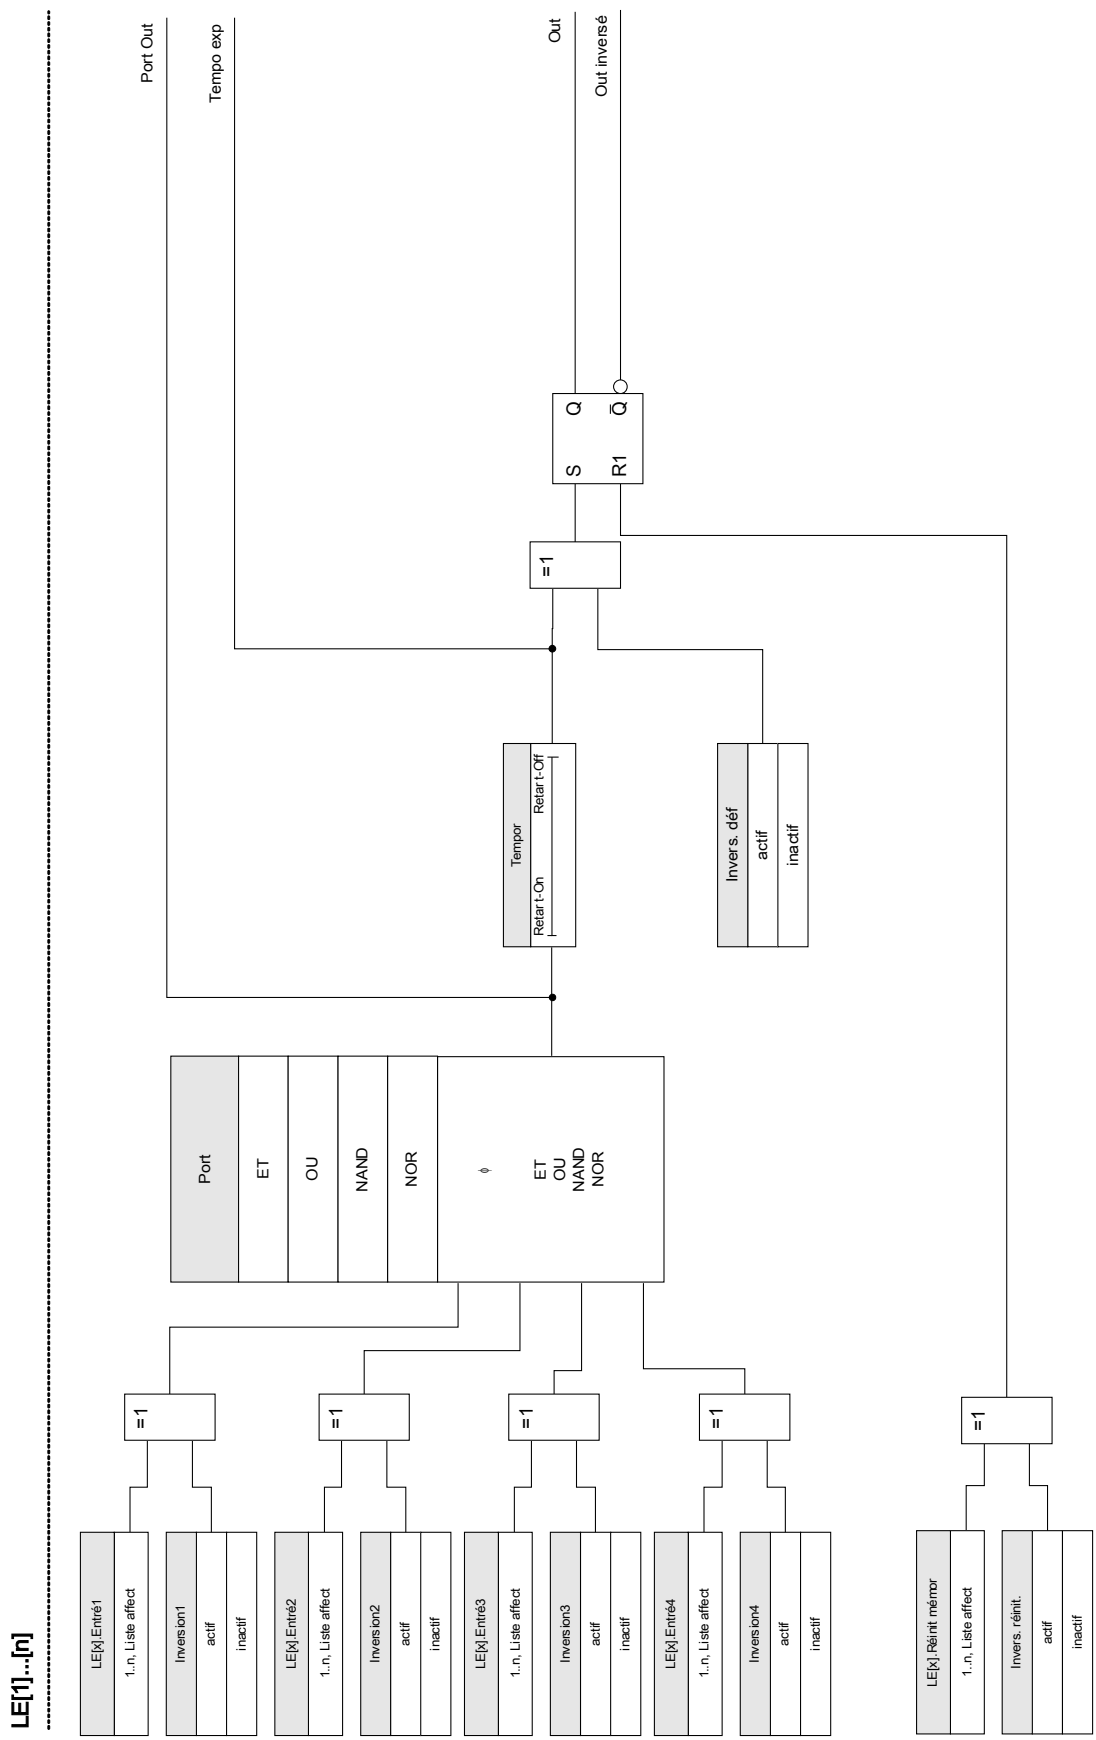 LE[1]...[n]
LE[x].Entré1
1..n, Liste affect
Inversion1
actif
inactif
=1
LE[x].Entré2
1..n, Liste affect
Inversion2
actif
inactif
=1
LE[x].Entré3
1..n, Liste affect
Inversion3
actif
inactif
=1
LE[x].Entré4
1..n, Liste affect
Inversion4
actif
inactif
=1
LE[x].Réinit mémor
1..n, Liste affect
Invers. réinit.
actif
inactif
=1
Port
ET
OU
NAND
NOR
ϕ
ET
OU
NAND
NOR
Tempor
Retart-On
Retart-Off
Invers. déf
actif
inactif
=1
S
Q
R1
Q̅
Port Out
Tempo exp
Out
Out inversé